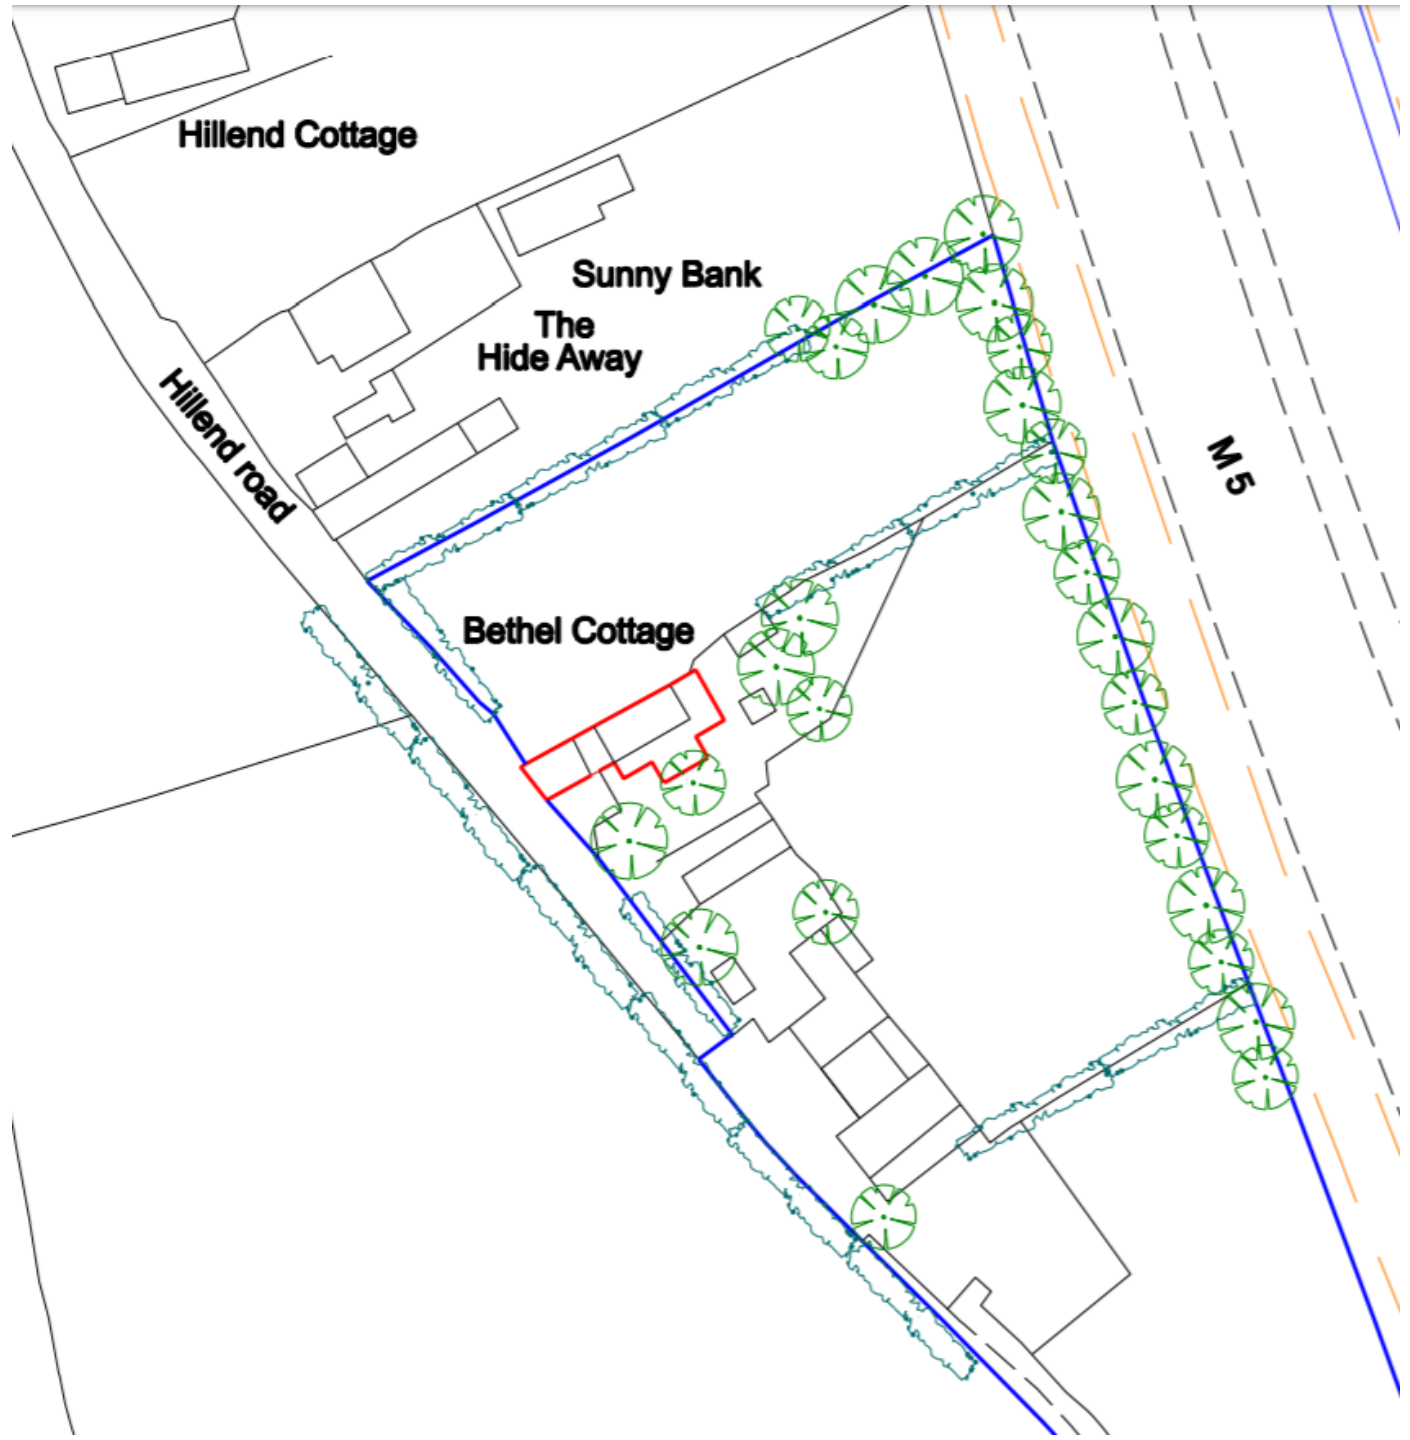 Hillend Cottage
Sunny Bank
The
Hide Away
Hillend road
M 5
Bethel Cottage